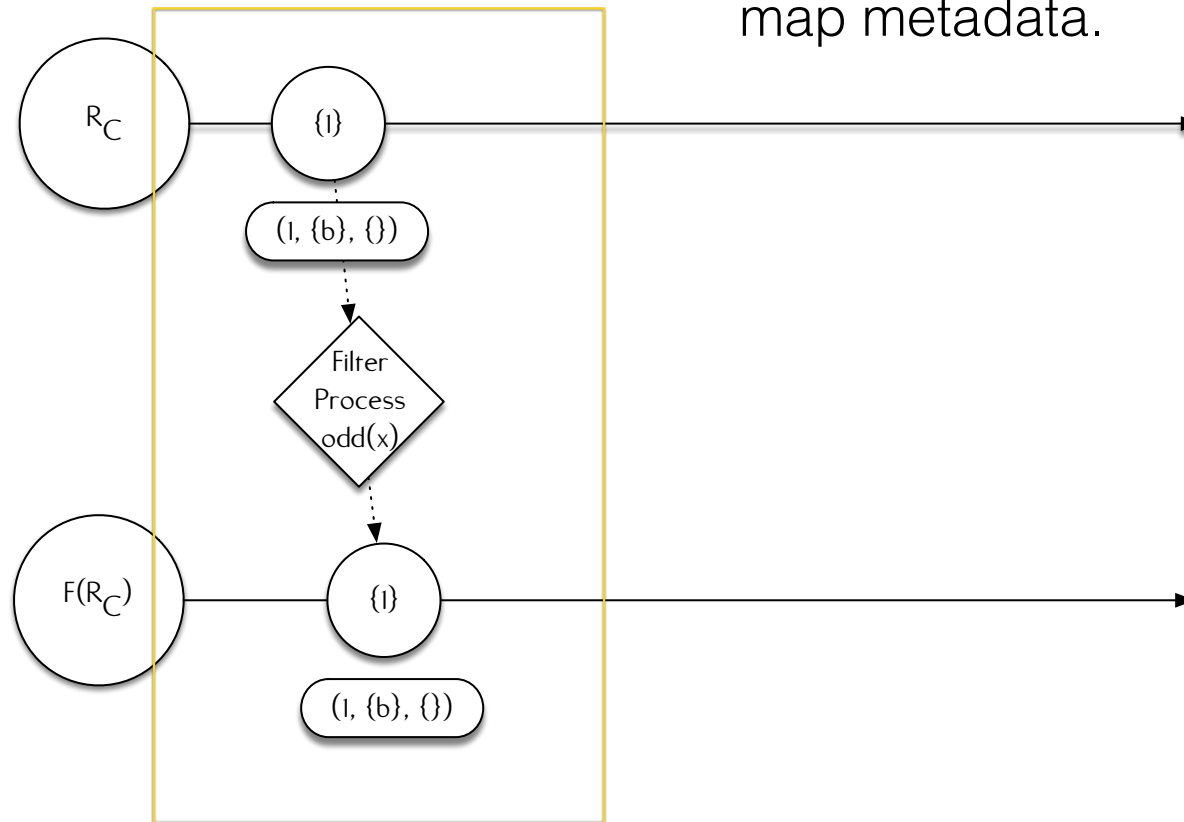 map metadata.
RC
{1}
(1, {b}, {})
Filter
Process
odd(x)
F(RC)
{1}
(1, {b}, {})